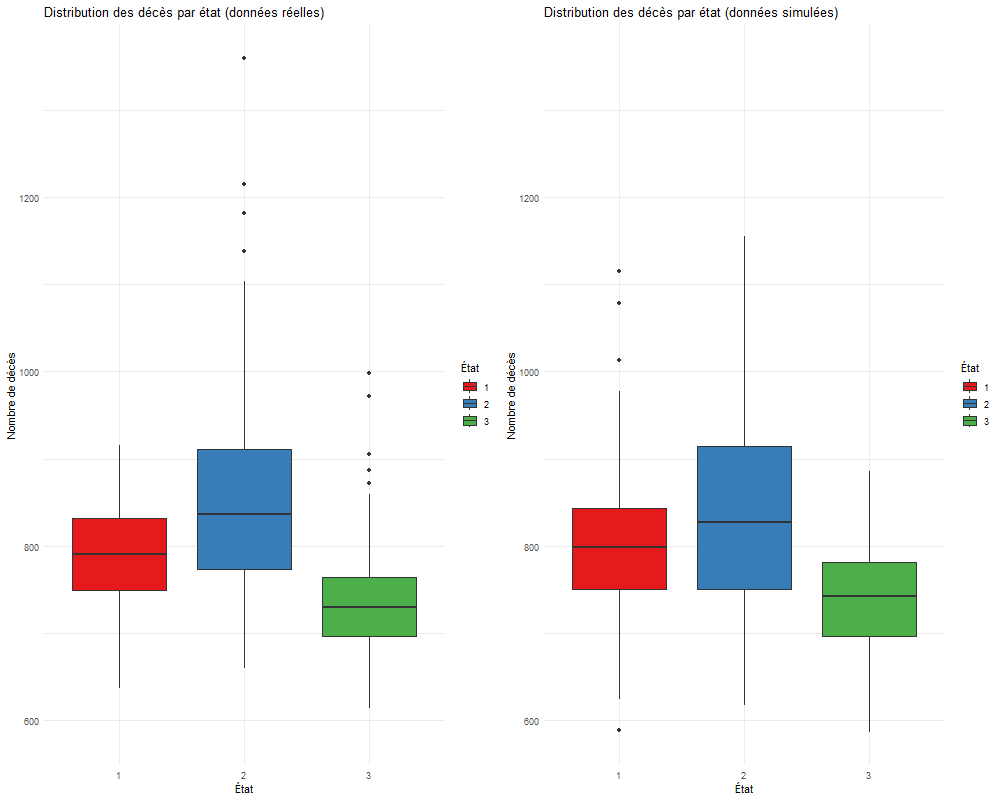 Distribution des décès par état (données réelles)
Nombre de décès
1200
1000
800
600
1
2
3
État
État
1
2
3
Distribution des décès par état (données simulées)
Nombre de décès
1200
1000
800
600
1
2
3
État
État
1
2
3